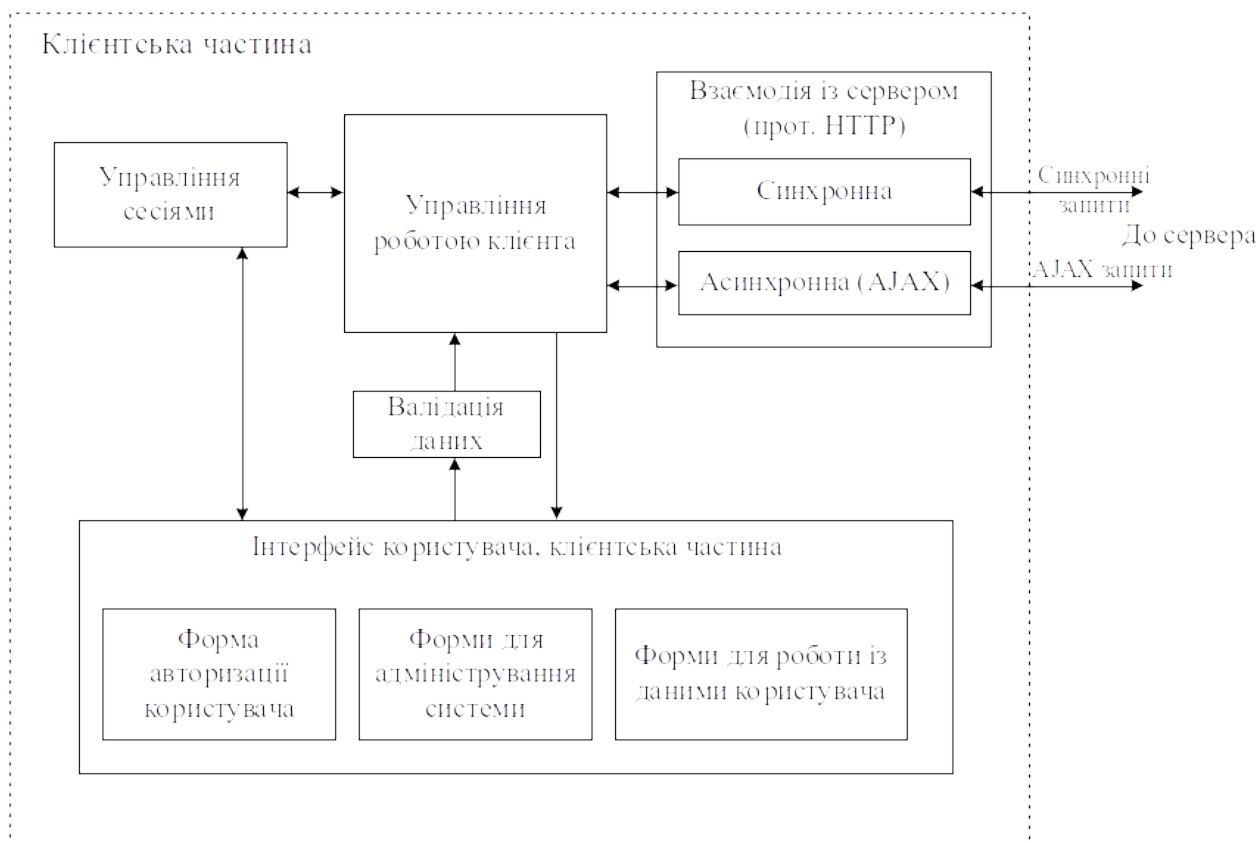 Клієнтська частина
Взаємодія із сервером
(прот. HTTP)
Управління
сесіями
Управління
роботою клієнта
Синхронна
Асинхронна (AJAX)
Синхронні
запити
До сервера
AJAX запити
Валідація
даних
Інтерфейс користувача, клієнтська частина
Форма
авторизації
користувача
Форми для
адміністрування
системи
Форми для роботи із
даними користувача